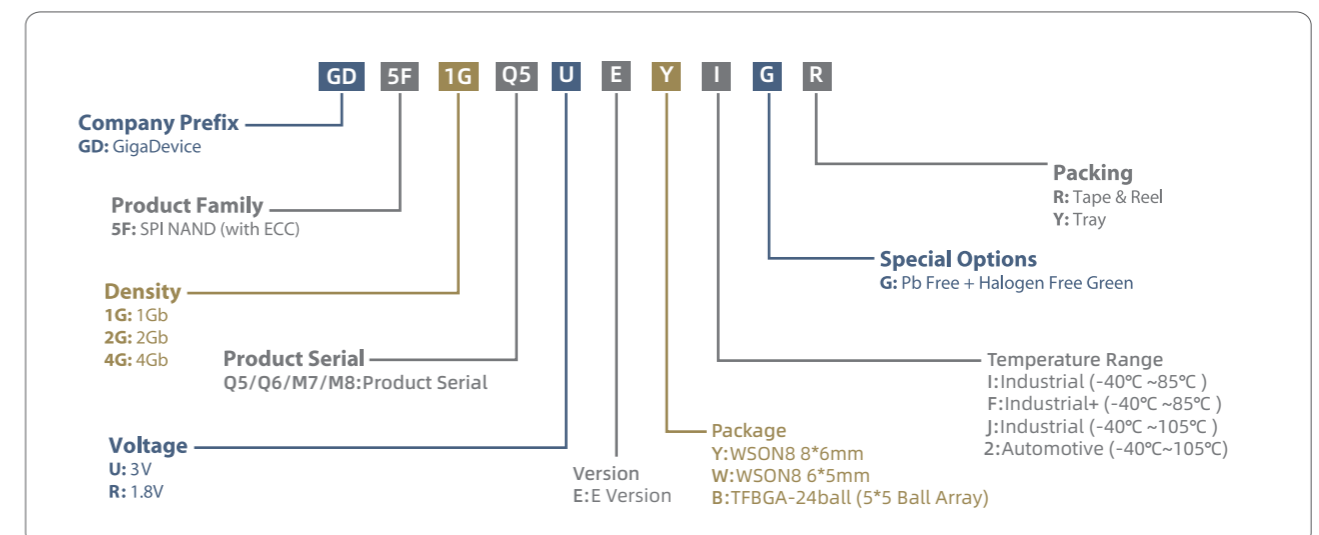 GD 5F 1G Q5 U E Y I G R
Company Prefix
GD: GigaDevice
Product Family
5F: SPI NAND (with ECC)
Density
1G: 1Gb
2G: 2Gb
4G: 4Gb
Product Serial
Q5/Q6/M7/M8:Product Serial
Voltage
U: 3V
R: 1.8V
Version
E:E Version
Package
Y:WSON8 8*6mm
W:WSON8 6*5mm
B:TFBGA-24ball (5*5 Ball Array)
Temperature Range
I:Industrial (-40℃ ~85℃ )
F:Industrial+ (-40℃ ~85℃ )
J:Industrial (-40℃ ~105℃ )
2:Automotive (-40℃~105℃)
Special Options
G: Pb Free + Halogen Free Green
Packing
R: Tape & Reel
Y: Tray